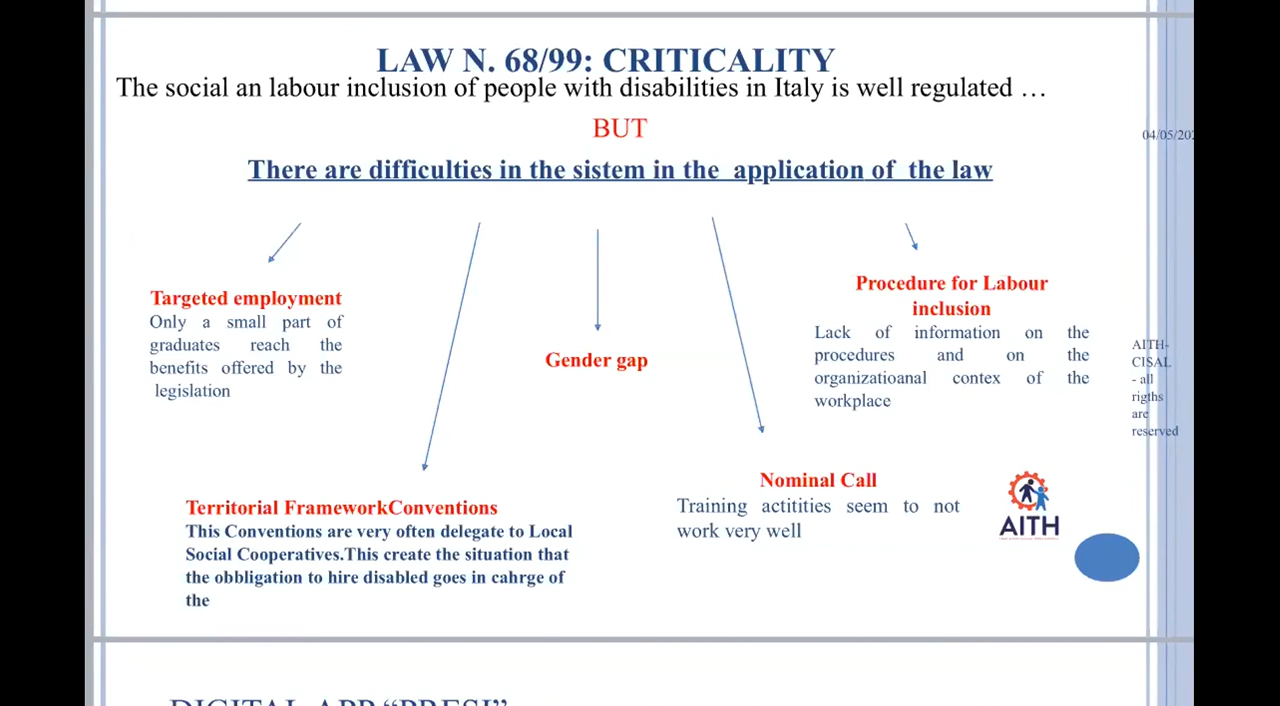 LAW N. 68/99: CRITICALITY
The social an labour inclusion of people with disabilities in Italy is well regulated …
BUT
04/05/202
There are difficulties in the sistem in the application of the law
Targeted employment
Only a small part of
graduates reach the
benefits offered by the
legislation
Gender gap
Procedure for Labour
inclusion
Lack of information on the
procedures and on the
organizatioanal contex of the
workplace
AITH-
CISAL
- all
rigths
are
reserved
Territorial FrameworkConventions
This Conventions are very often delegate to Local
Social Cooperatives.This create the situation that
the obbligation to hire disabled goes in cahrge of
the
Nominal Call
Training actitities seem to not
work very well
AITH
DIGITAL APP “PRESI”